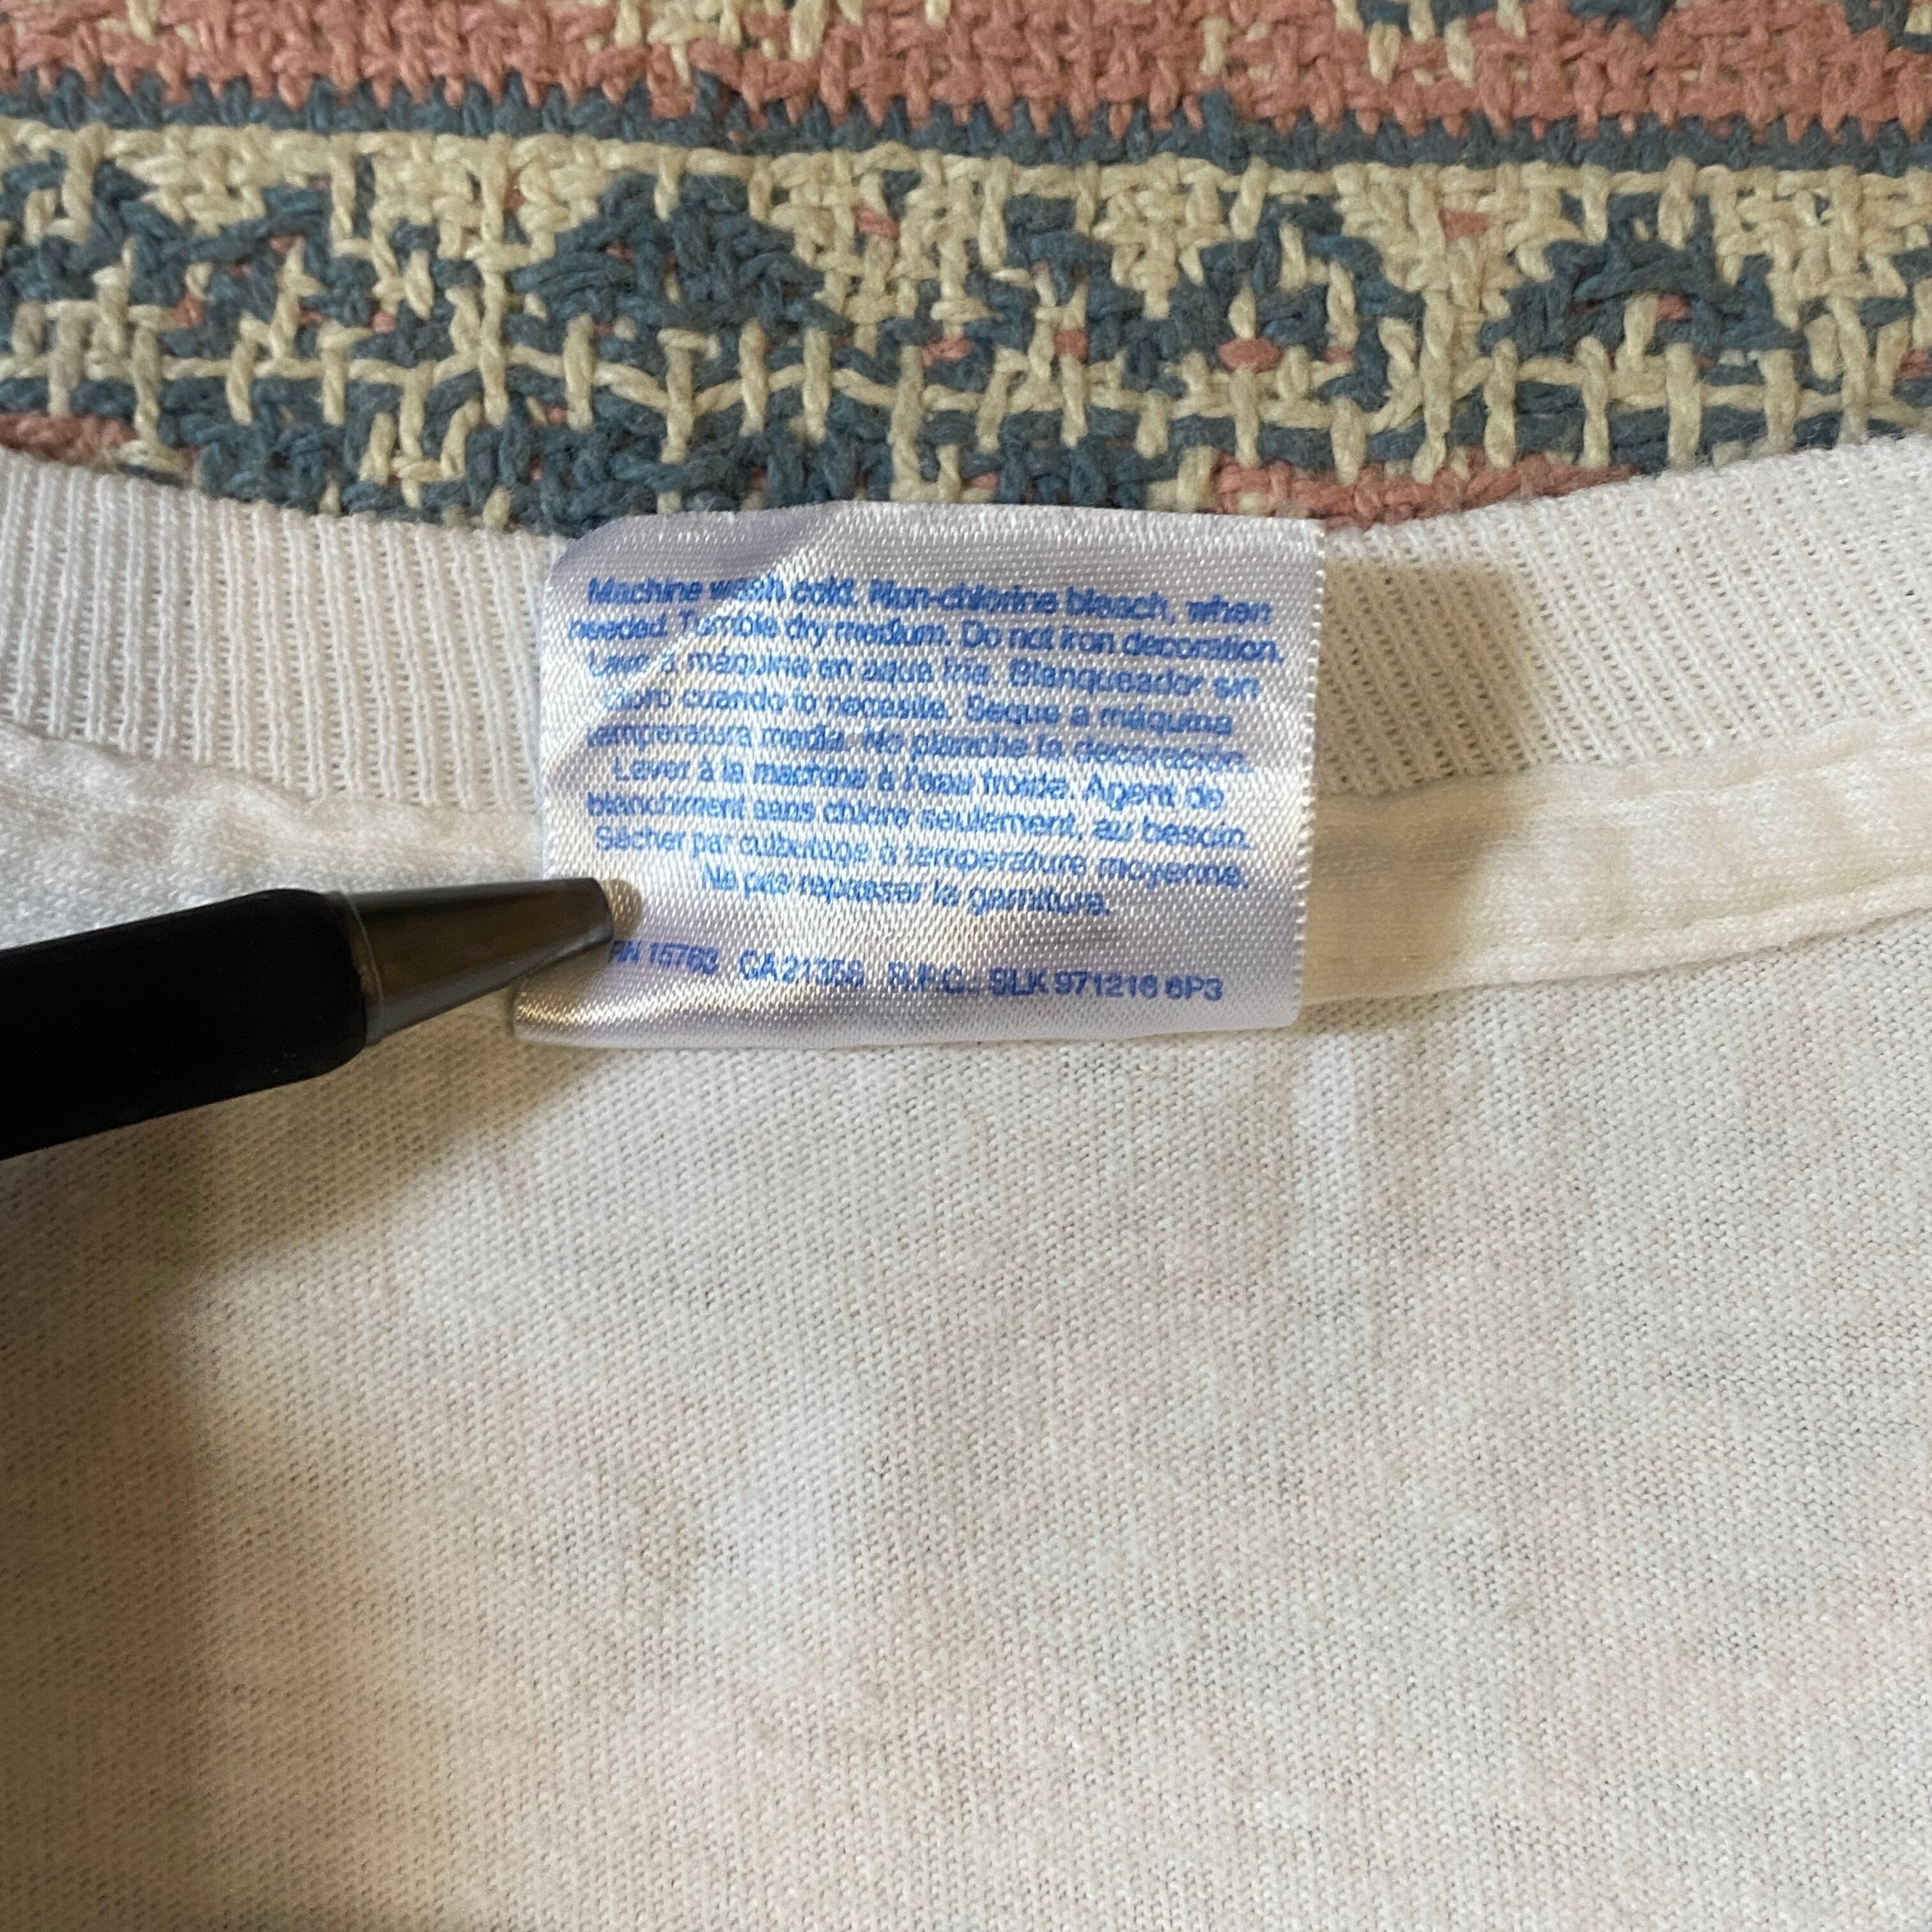 Machine wash cold. Non-chlorine bleach, when
needed. Tumble dry medium. Do not iron decoration.
Lave a máquina en aqua fria. Blanqueador sin
cloro cuando lo necesite. Seque a máquina
temperatura media. No planche la decoración.
Laver à la machine à l'eau froide. Agent de
blanchiment sans chlore seulement, au besoin.
Sécher par culbutage à température moyenne.
Ne pas repasser la garniture.
RN 15763 CA 21356 R.F.C.: SLK 971216 6P3